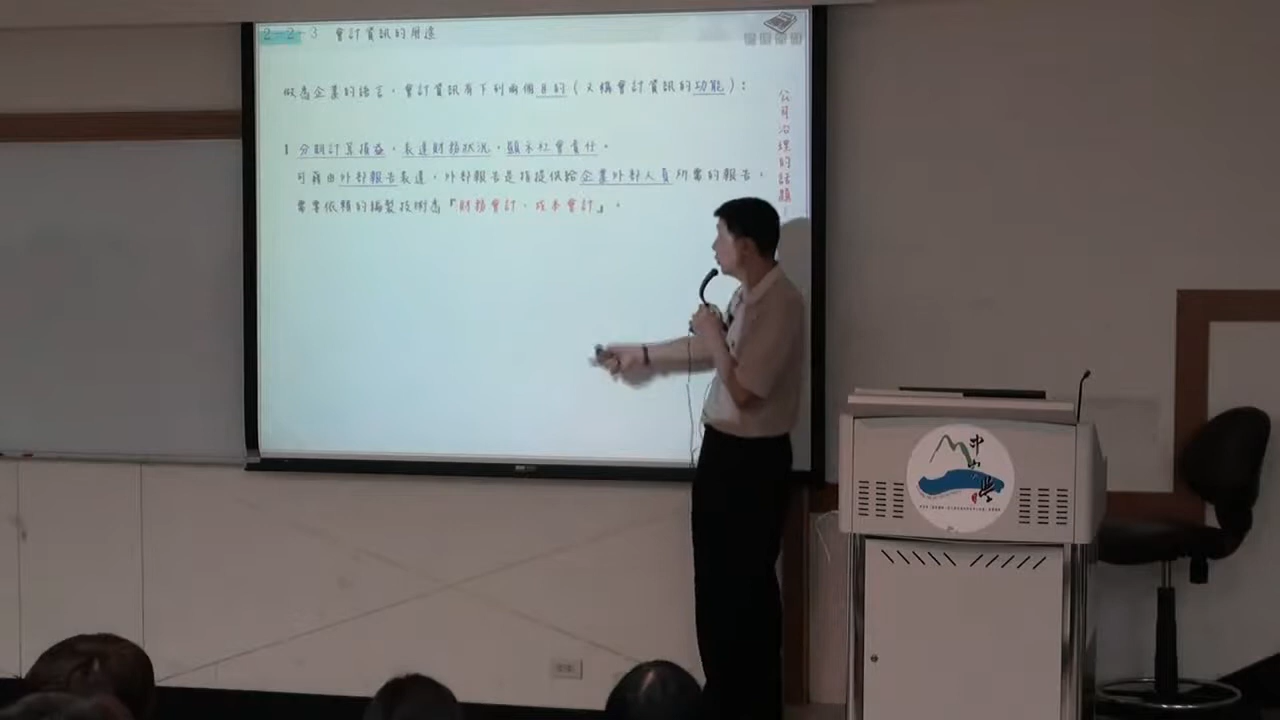 2-2-3 會計資訊的用途
做為企業的語言,會計資訊有下列兩個目的(又稱會計資訊的功能):
1 分期計算損益,表達財務狀況,顯示社會責任。
可藉由外部報告表達,外部報告是指提供給企業外部人員所需的報告,
需要依賴的編製技術為『財務會計、成本會計』。
公司治理的話題